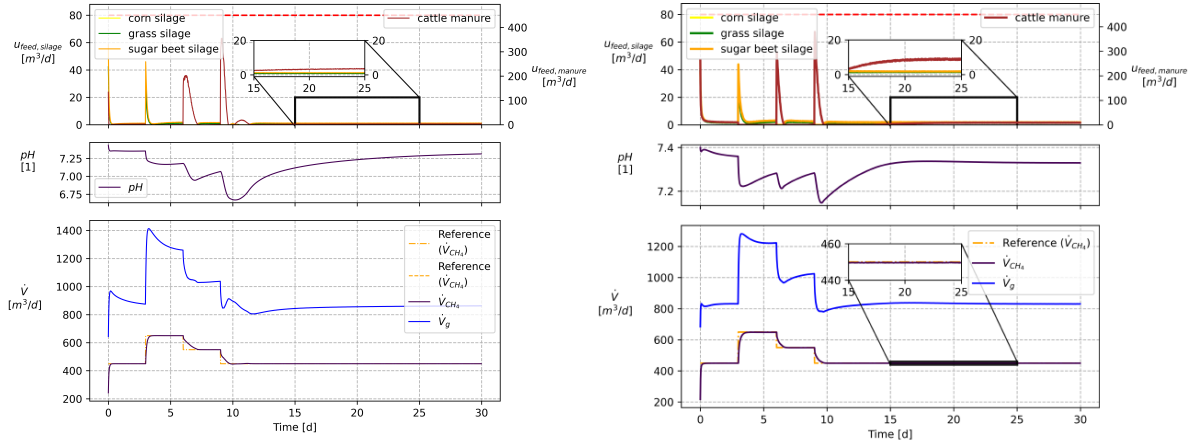 80
60
40
20
0
u_feed,silage
[m³/d]
corn silage
grass silage
sugar beet silage
cattle manure
20
0
15 20 25
20
0
400
300
200
100
0
u_feed,manure
[m³/d]
pH
[1]
7.25
7.00
6.75
pH
V̇
[m³/d]
1400
1200
1000
800
600
400
200
Reference
(V̇_CH₄)
Reference
(V̇_CH₄)
V̇_CH₄
V̇_g
0 5 10 15 20 25 30
Time [d]
80
60
40
20
0
u_feed,silage
[m³/d]
corn silage
grass silage
sugar beet silage
cattle manure
20
0
15 20 25
20
0
400
300
200
100
0
u_feed,manure
[m³/d]
pH
[1]
7.4
7.2
V̇
[m³/d]
1200
1000
800
600
400
200
460
440
15 20 25
Reference (V̇_CH₄)
V̇_CH₄
V̇_g
0 5 10 15 20 25 30
Time [d]